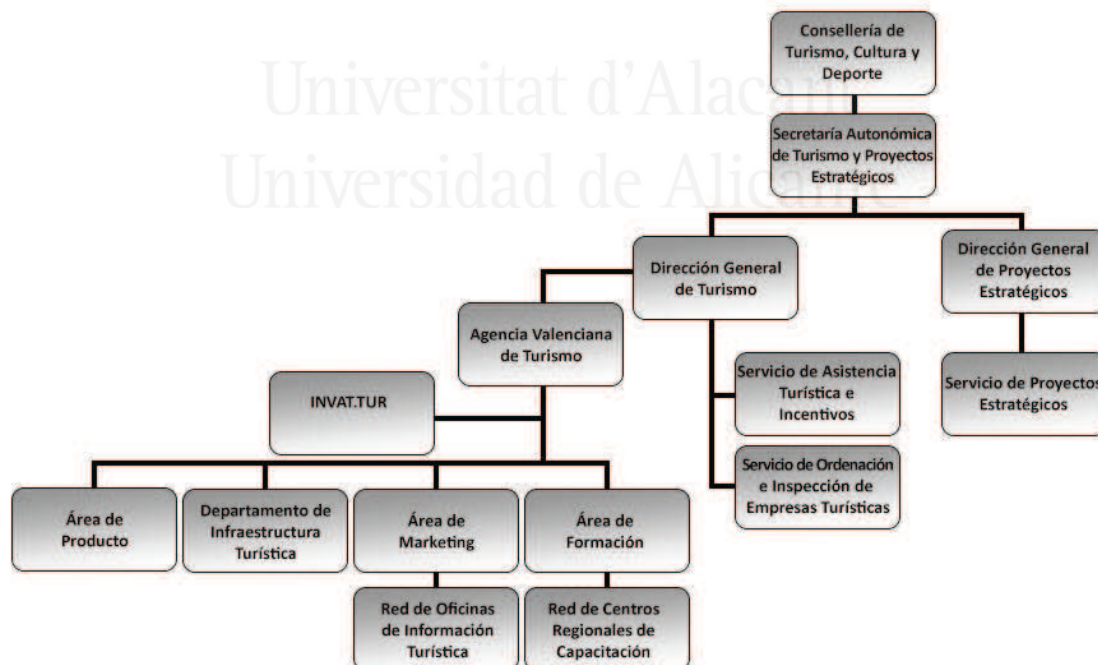 Consellería de
Turismo, Cultura y
Deporte
Universitat d'Alacant
Universidad de Alicante
Secretaría Autonómica
de Turismo y Proyectos
Estratégicos
Dirección General
de Turismo
Dirección General
de Proyectos
Estratégicos
Agencia Valenciana
de Turismo
Servicio de Asistencia
Turística e
Incentivos
Servicio de Proyectos
Estratégicos
INVAT.TUR
Servicio de Ordenación
e Inspección de
Empresas Turísticas
Área de
Producto
Departamento de
Infraestructura
Turística
Área de
Marketing
Área de
Formación
Red de Oficinas
de Información
Turística
Red de Centros
Regionales de
Capacitación